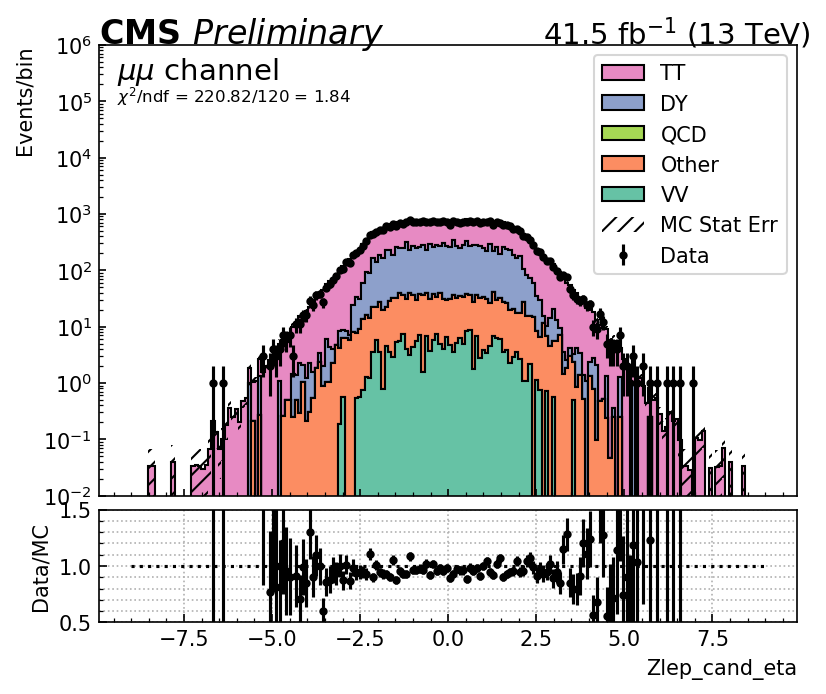 CMS Preliminary 41.5 fb⁻¹ (13 TeV)
Events/bin
10⁶
10⁵
10⁴
10³
10²
10¹
10⁰
10⁻¹
10⁻²
μμ channel
χ²/ndf = 220.82/120 = 1.84
TT
DY
QCD
Other
VV
MC Stat Err
Data
Data/MC
1.5
1.0
0.5
−7.5 −5.0 −2.5 0.0 2.5 5.0 7.5
Zlep_cand_eta